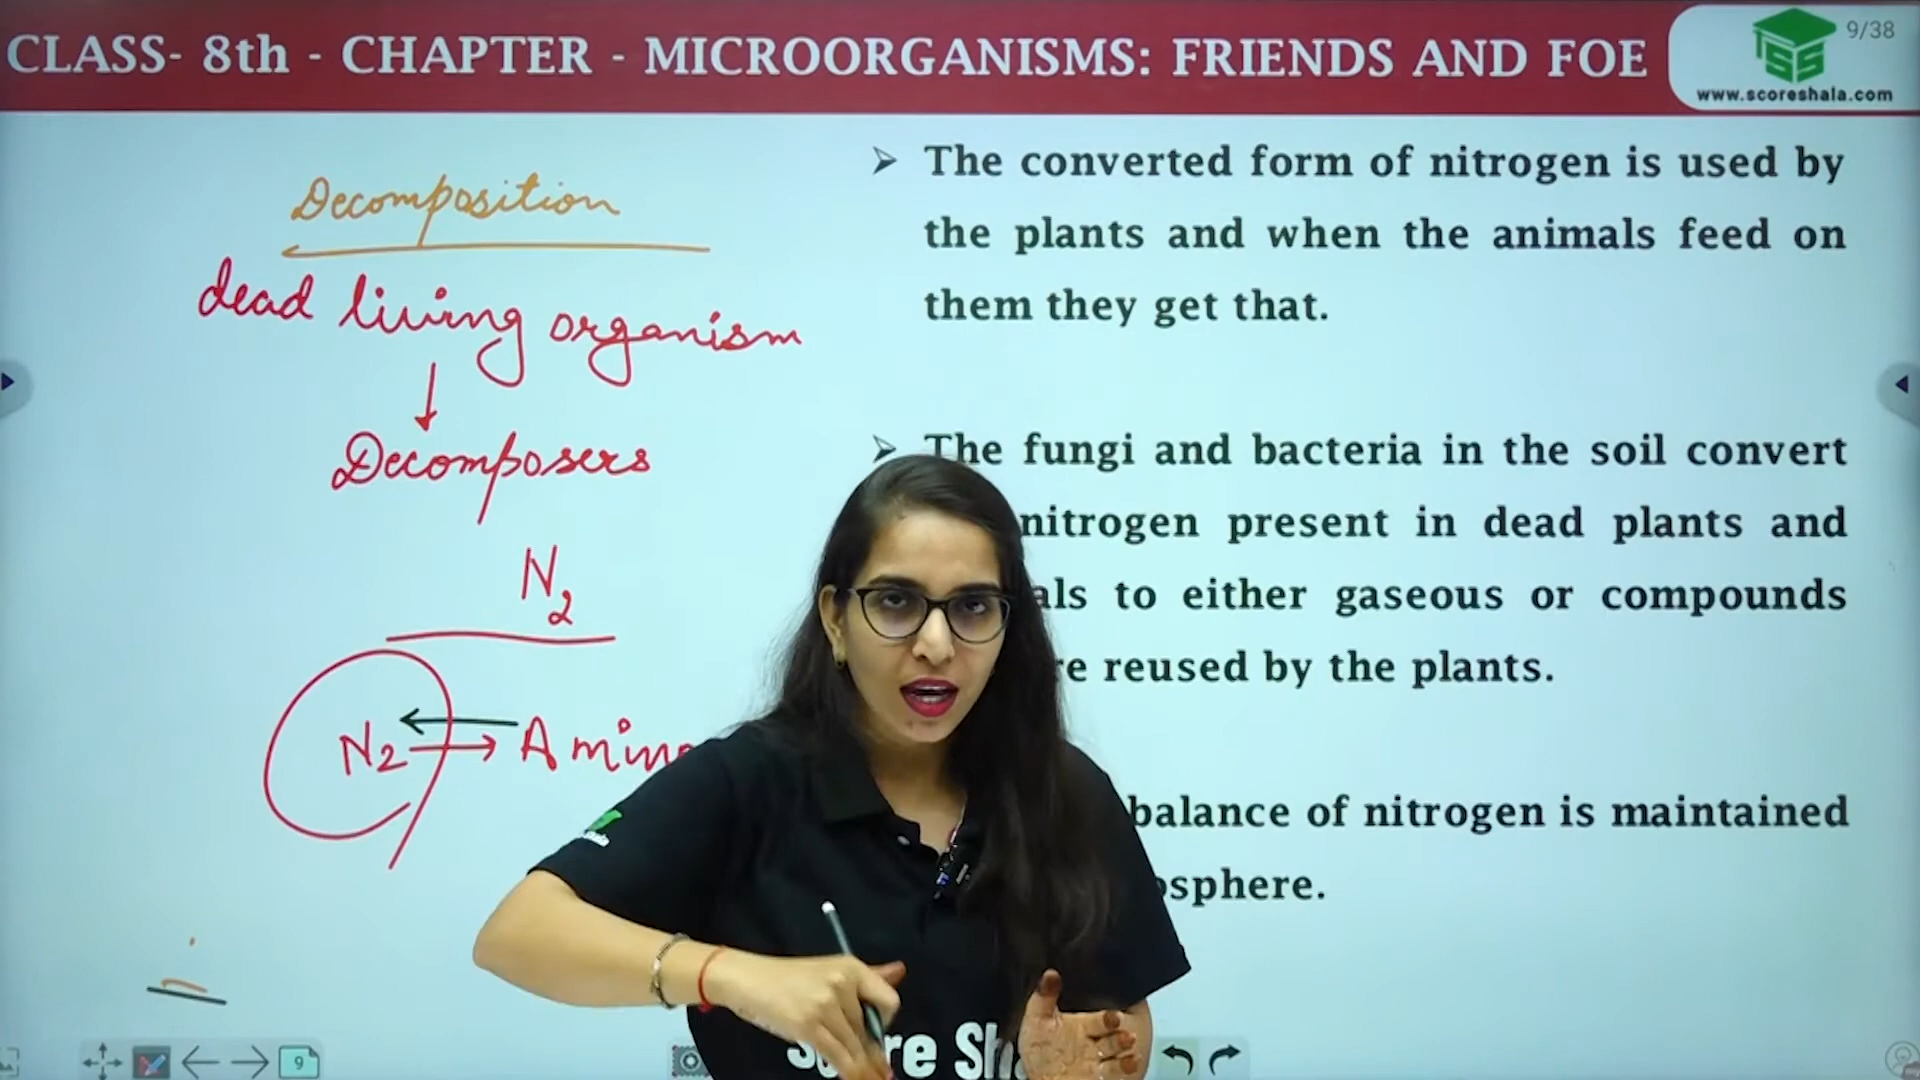 CLASS- 8th - CHAPTER - MICROORGANISMS: FRIENDS AND FOE
9/38
www.scoreshala.com
Decomposition
dead living organism
Decomposers
N2
N2 Amino
➢ The converted form of nitrogen is used by
the plants and when the animals feed on
them they get that.
➢ The fungi and bacteria in the soil convert
nitrogen present in dead plants and
to either gaseous or compounds
reused by the plants.
balance of nitrogen is maintained
9